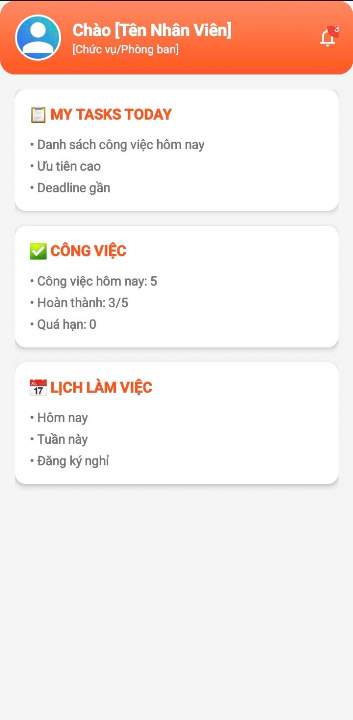 Chào [Tên Nhân Viên]
[Chức vụ/Phòng ban]
MY TASKS TODAY
• Danh sách công việc hôm nay
• Ưu tiên cao
• Deadline gần
CÔNG VIỆC
• Công việc hôm nay: 5
• Hoàn thành: 3/5
• Quá hạn: 0
LỊCH LÀM VIỆC
• Hôm nay
• Tuần này
• Đăng ký nghỉ